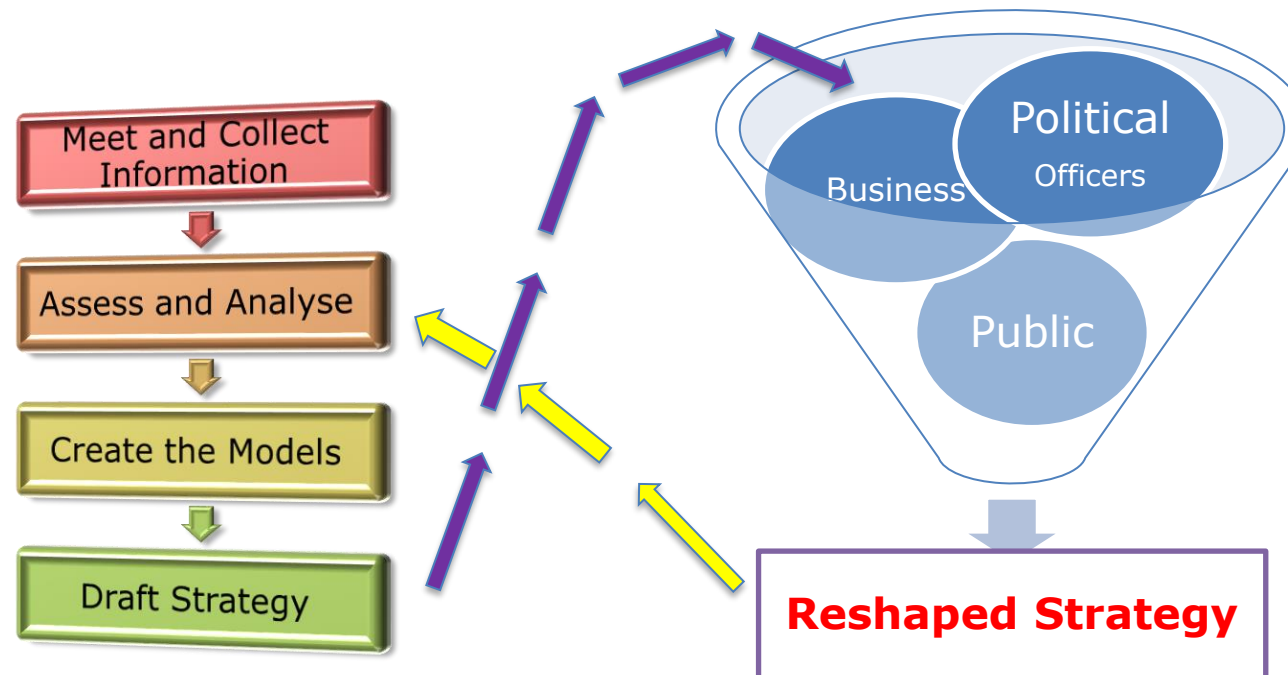 Meet and Collect
Information
Assess and Analyse
Create the Models
Draft Strategy
Political
Officers
Business
Public
Reshaped Strategy